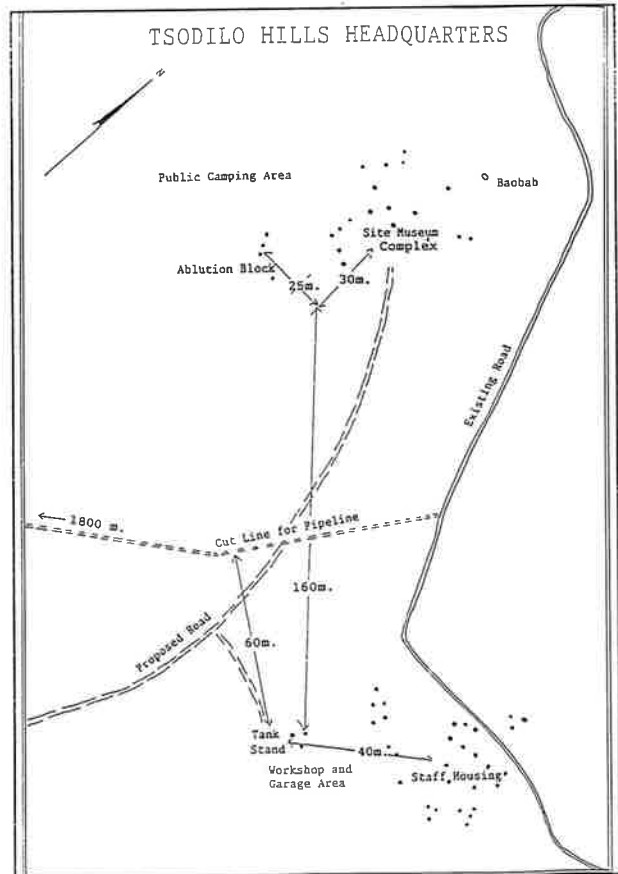 TSODILO HILLS HEADQUARTERS
N
Public Camping Area
Baobab
Site Museum
Complex
Ablution Block
25m.
30m.
Existing Road
1800 m.
Cut Line for Pipeline
160m.
Proposed Road
60m.
Tank
Stand
40m.
Workshop and
Garage Area
Staff Housing